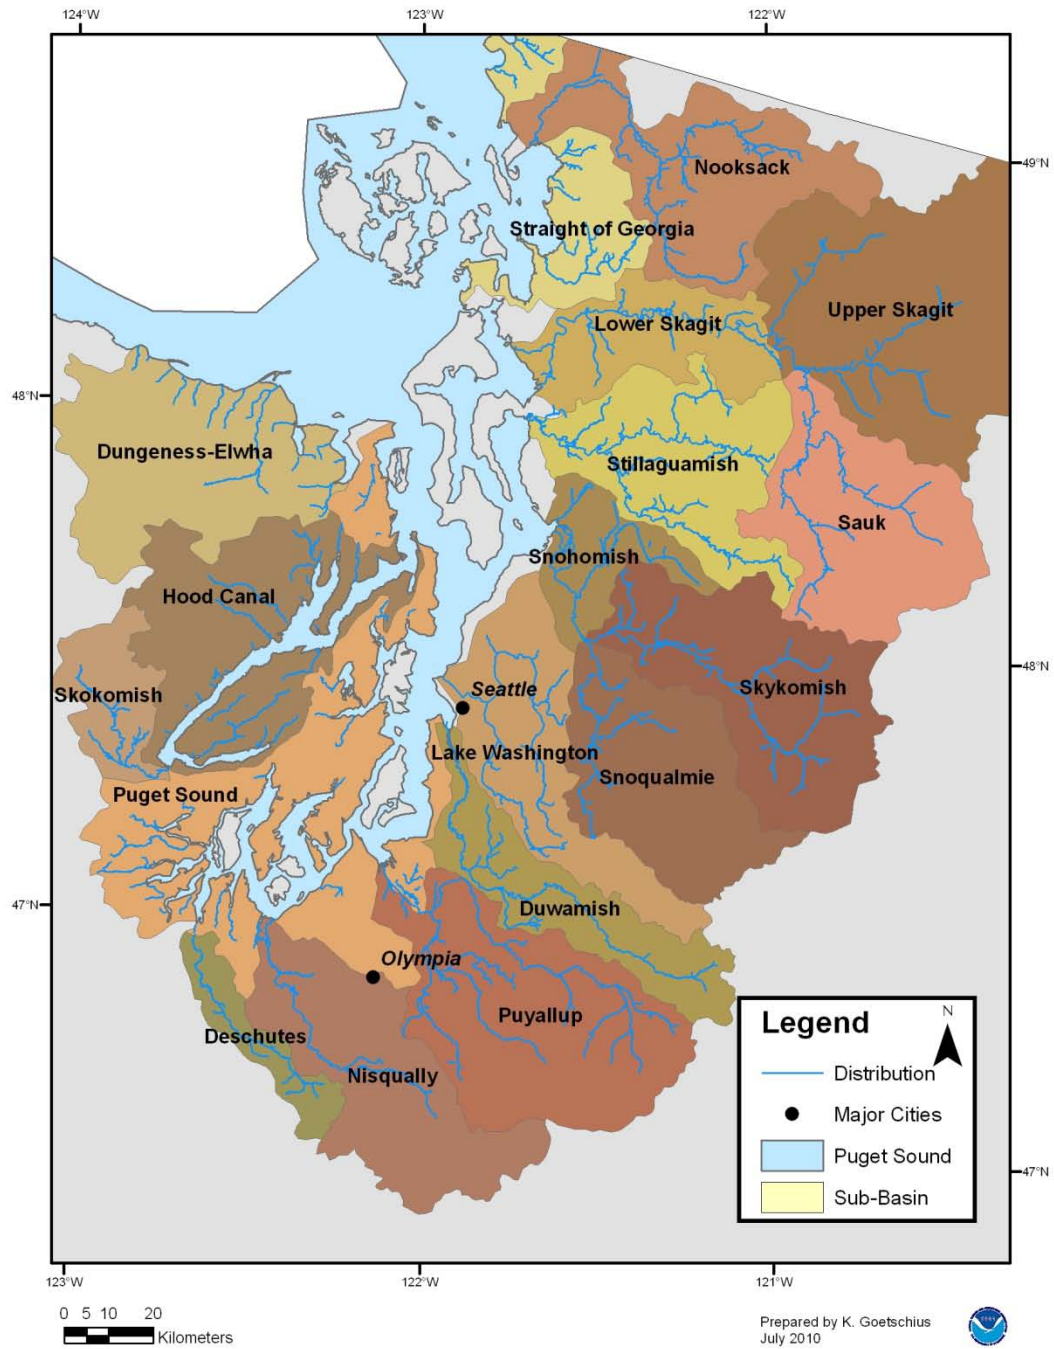 124°W 123°W 122°W
Nooksack
49°N
Straight of Georgia
Upper Skagit
Lower Skagit
48°N
Dungeness-Elwha
Stillaguamish
Sauk
Snohomish
Hood Canal
48°N
Skokomish
Seattle
Skykomish
Lake Washington
Snoqualmie
Puget Sound
47°N
Duwamish
Olympia
Puyallup
Deschutes
Nisqually
Legend
N
Distribution
Major Cities
Puget Sound
Sub-Basin
47°N
123°W 122°W 121°W
0 5 10 20
Kilometers
Prepared by K. Goetschius
July 2010